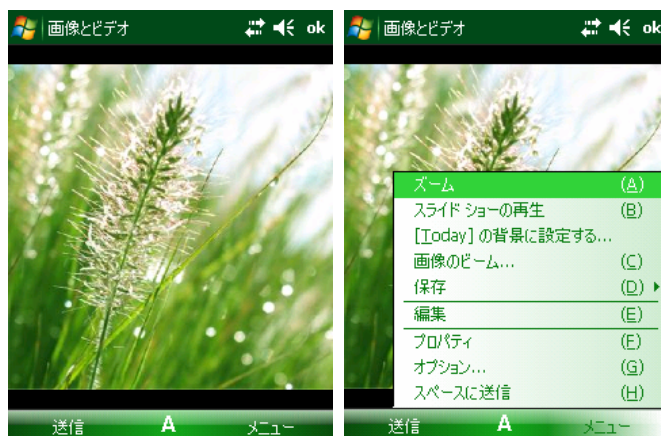 画像とビデオ
ok
送信
A
メニュー
画像とビデオ
ok
ズーム (A)
スライド ショーの再生 (B)
[Today] の背景に設定する...
画像のビーム... (C)
保存 (D)
編集 (E)
プロパティ (F)
オプション... (G)
スペースに送信 (H)
送信
A
メニュー